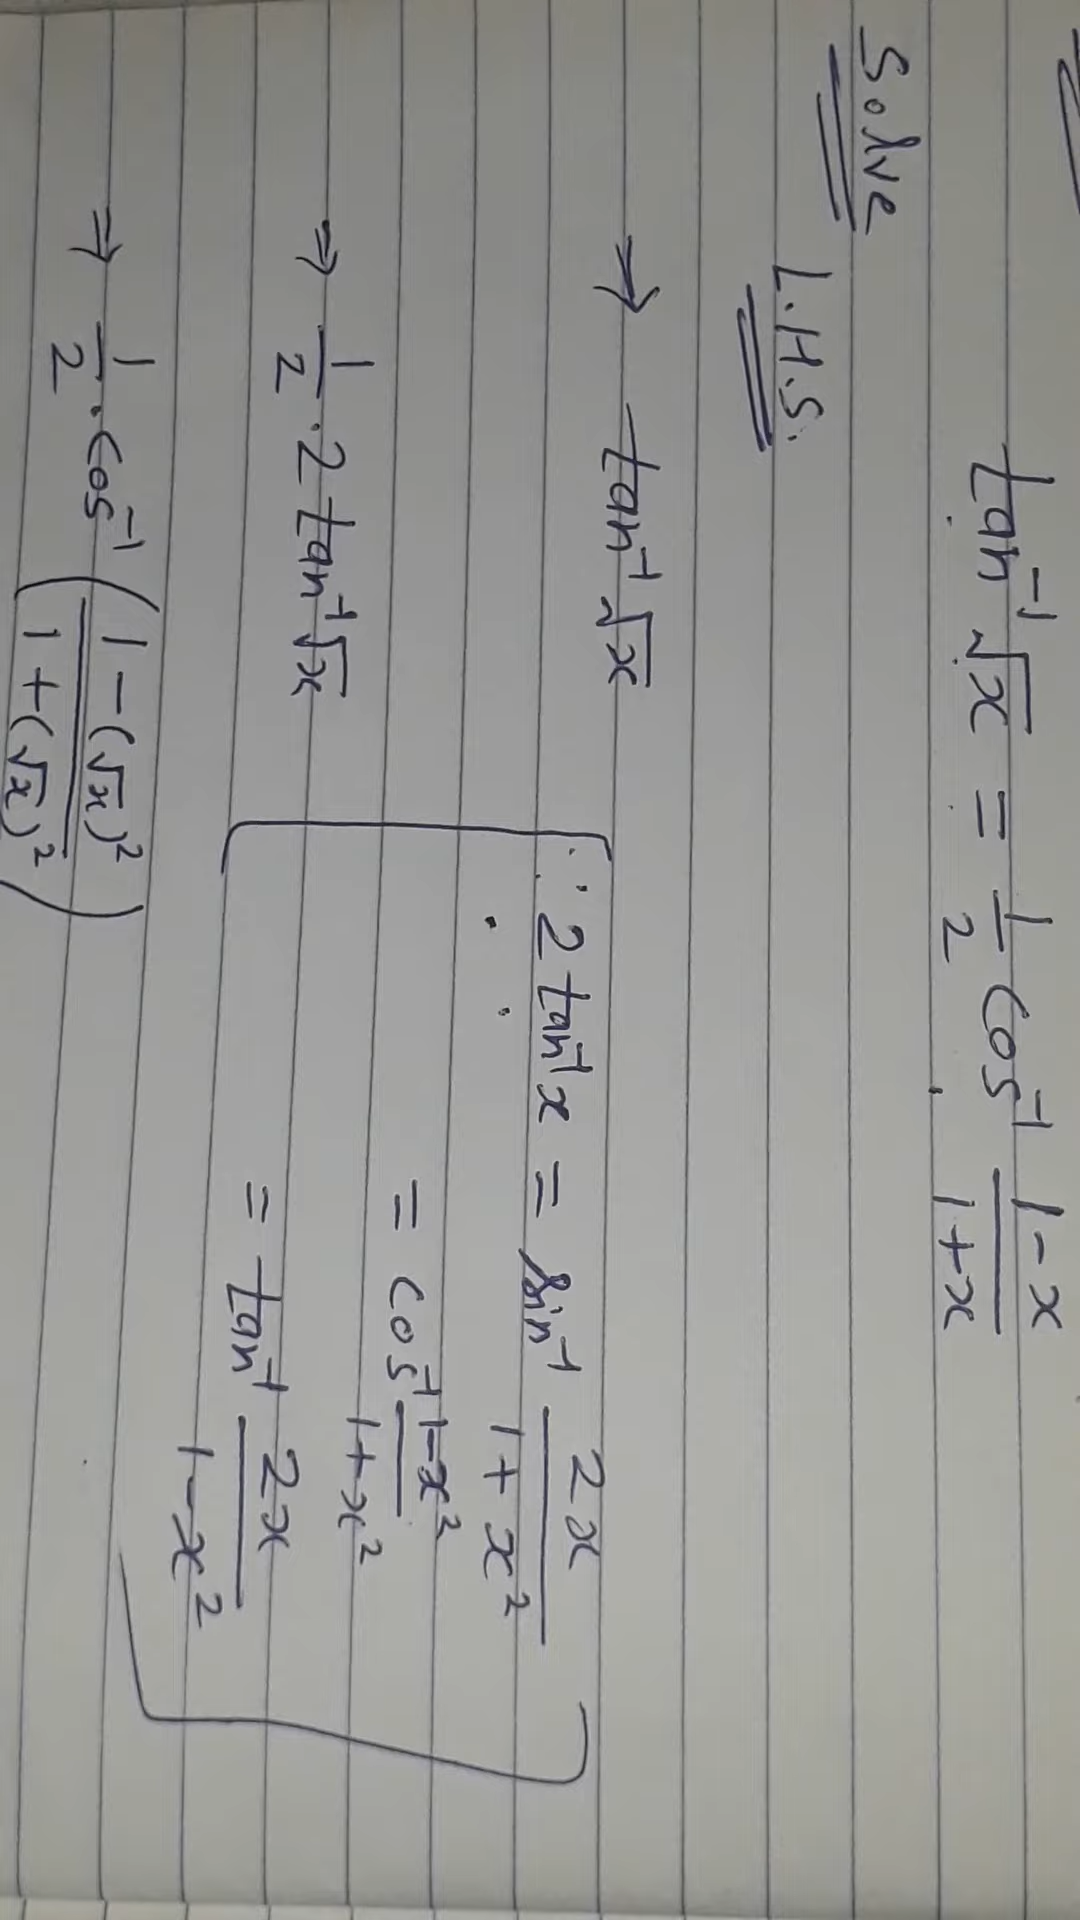 tan⁻¹√x = 1/2 cos⁻¹ (1-x)/(1+x)
Solve
L.H.S.
→ tan⁻¹√x
⇒ 1/2 . 2 tan⁻¹√x
[∵ 2 tan⁻¹x = sin⁻¹ 2x/(1+x²)
= cos⁻¹ (1-x²)/(1+x²)
= tan⁻¹ 2x/(1-x²)]
⇒ 1/2 . cos⁻¹ ((1-(√x)²)/(1+(√x)²))